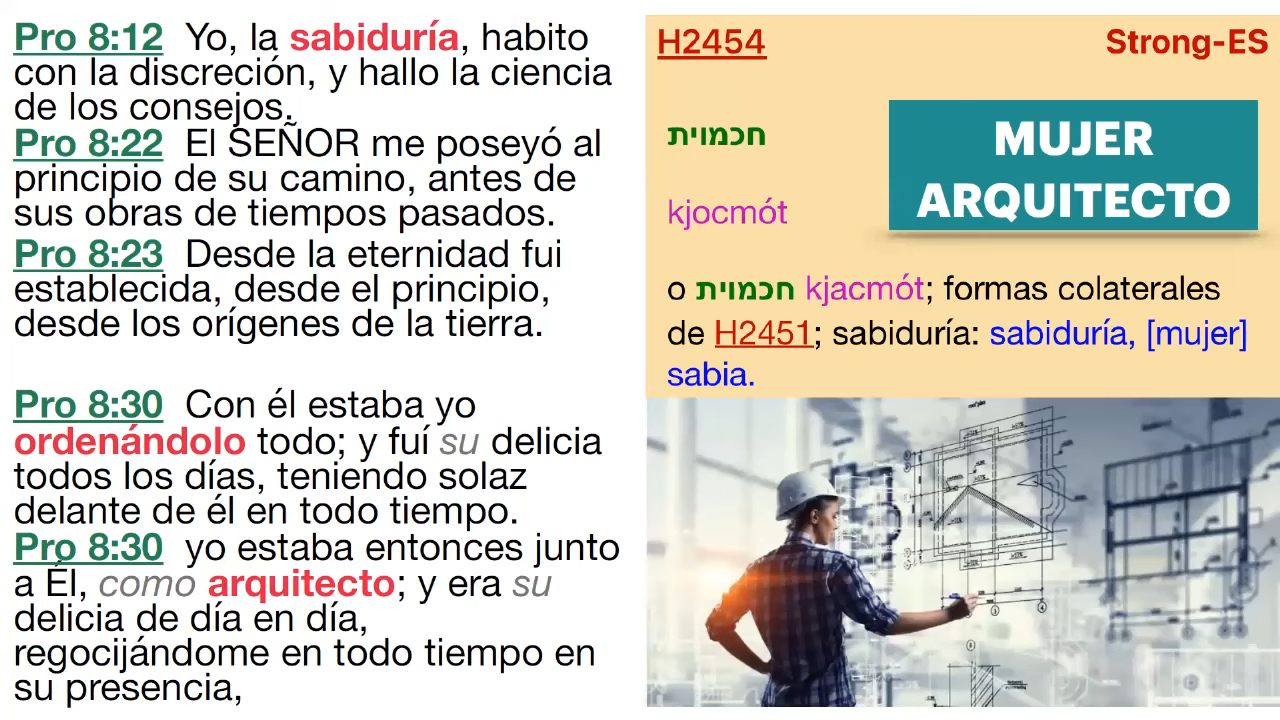 Pro 8:12 Yo, la sabiduría, habito
con la discreción, y hallo la ciencia
de los consejos.
Pro 8:22 El SEÑOR me poseyó al
principio de su camino, antes de
sus obras de tiempos pasados.
Pro 8:23 Desde la eternidad fui
establecida, desde el principio,
desde los orígenes de la tierra.
Pro 8:30 Con él estaba yo
ordenándolo todo; y fuí su delicia
todos los días, teniendo solaz
delante de él en todo tiempo.
Pro 8:30 yo estaba entonces junto
a Él, como arquitecto; y era su
delicia de día en día,
regocijándome en todo tiempo en
su presencia,
H2454 Strong-ES
חכמוית
MUJER
ARQUITECTO
kjocmót
o חכמוית kjacmót; formas colaterales
de H2451; sabiduría: sabiduría, [mujer]
sabia.